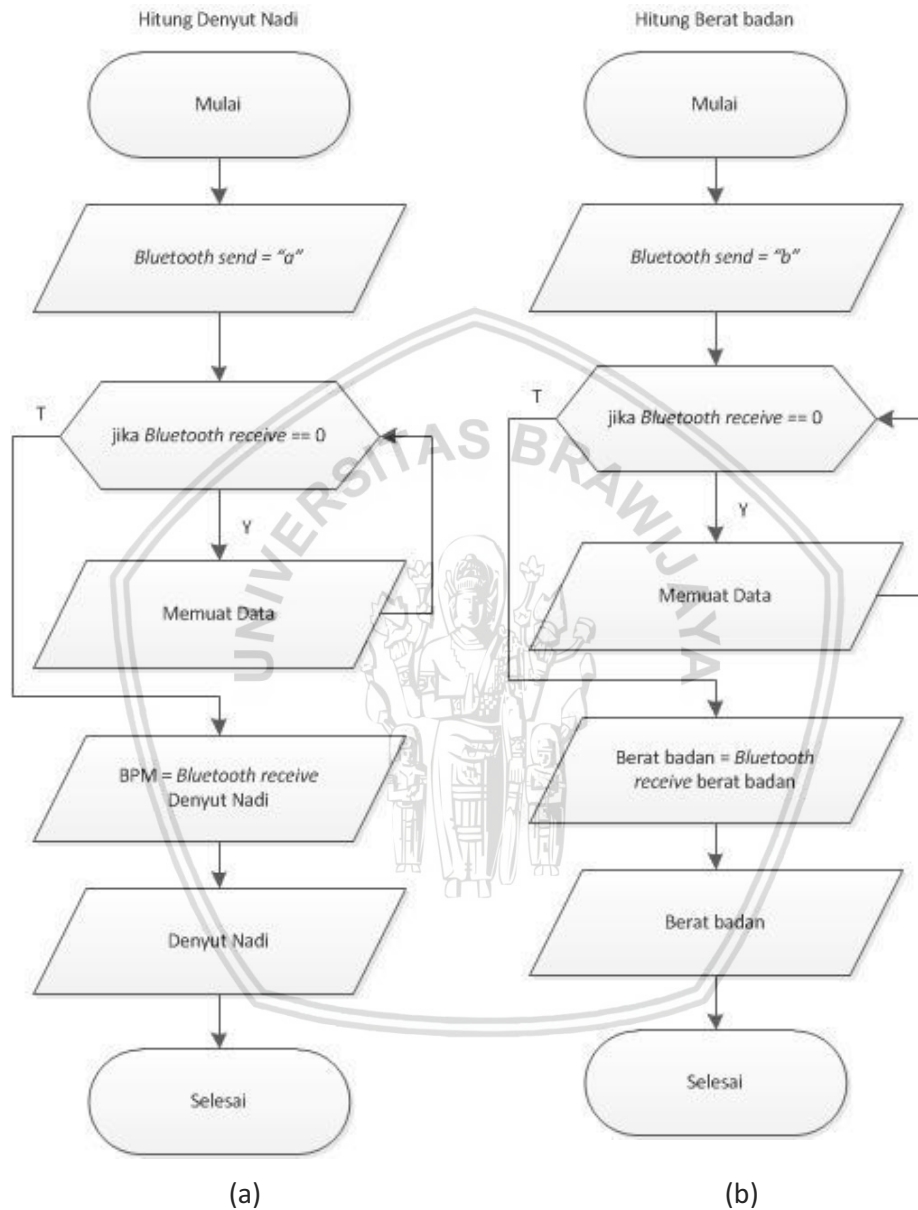 Hitung Denyut Nadi
Mulai
Bluetooth send = “a”
T
jika Bluetooth receive == 0
Y
Memuat Data
BPM = Bluetooth receive
Denyut Nadi
Denyut Nadi
Selesai
(a)
Hitung Berat badan
Mulai
Bluetooth send = “b”
T
jika Bluetooth receive == 0
Y
Memuat Data
Berat badan = Bluetooth
receive berat badan
Berat badan
Selesai
(b)
UNIVERSITAS BRAWIJAYA